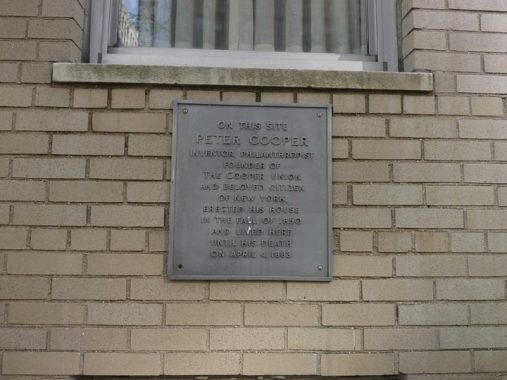 ON THIS SITE
PETER COOPER
INVENTOR, PHILANTHROPIST
FOUNDER OF
THE COOPER UNION
AND BELOVED CITIZEN
OF NEW YORK,
ERECTED HIS HOUSE
IN THE FALL OF 1850
AND LIVED HERE
UNTIL HIS DEATH
ON APRIL 4, 1883